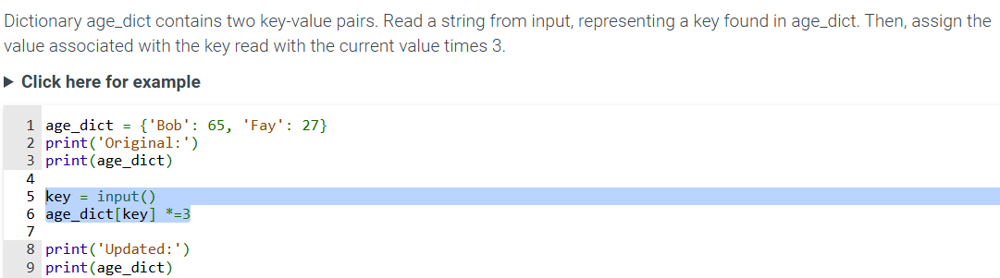 Dictionary age_dict contains two key-value pairs. Read a string from input, representing a key found in age_dict. Then, assign the
value associated with the key read with the current value times 3.
▶ Click here for example
1 age_dict = {'Bob': 65, 'Fay': 27}
2 print('Original:')
3 print(age_dict)
4
5 key = input()
6 age_dict[key] *=3
7
8 print('Updated:')
9 print(age_dict)